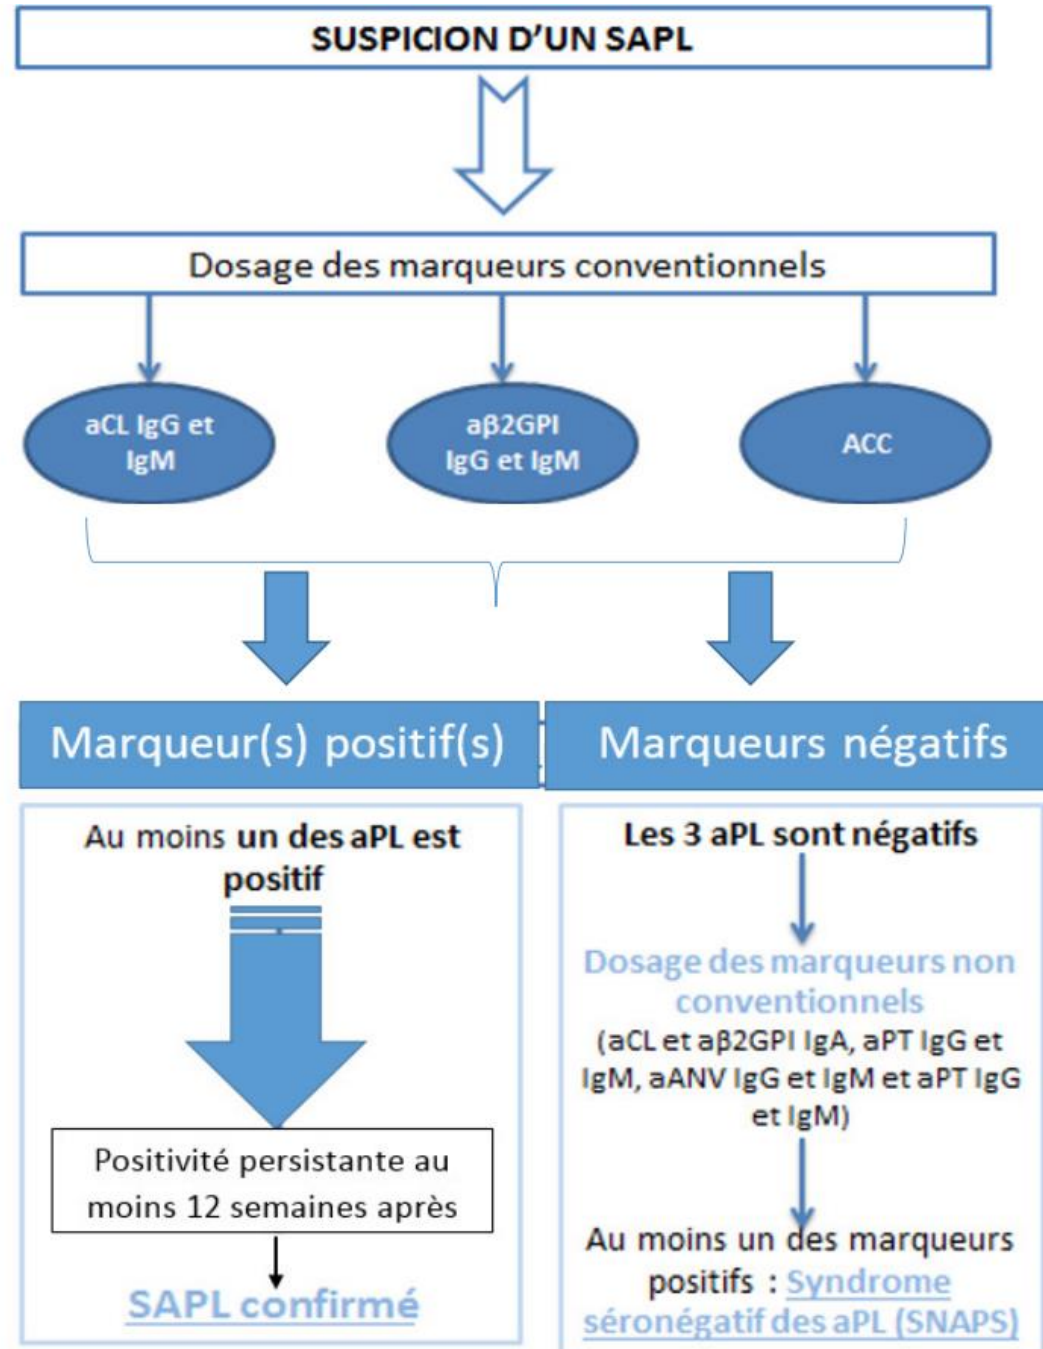 SUSPICION D'UN SAPL
Dosage des marqueurs conventionnels
aCL IgG et
IgM
aβ2GPI
IgG et IgM
ACC
Marqueur(s) positif(s)
Marqueurs négatifs
Au moins un des aPL est
positif
Positivité persistante au
moins 12 semaines après
SAPL confirmé
Les 3 aPL sont négatifs
Dosage des marqueurs non
conventionnels
(aCL et aβ2GPI IgA, aPT IgG et
IgM, aANV IgG et IgM et aPT IgG
et IgM)
Au moins un des marqueurs
positifs : Syndrome
séronégatif des aPL (SNAPS)